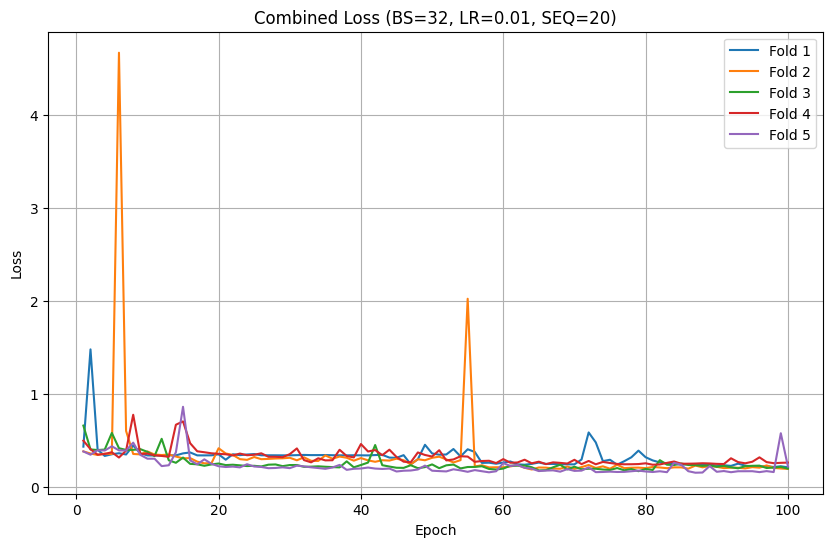 Combined Loss (BS=32, LR=0.01, SEQ=20)
Fold 1
Fold 2
Fold 3
Fold 4
Fold 5
Loss
4
3
2
1
0
0 20 40 60 80 100
Epoch